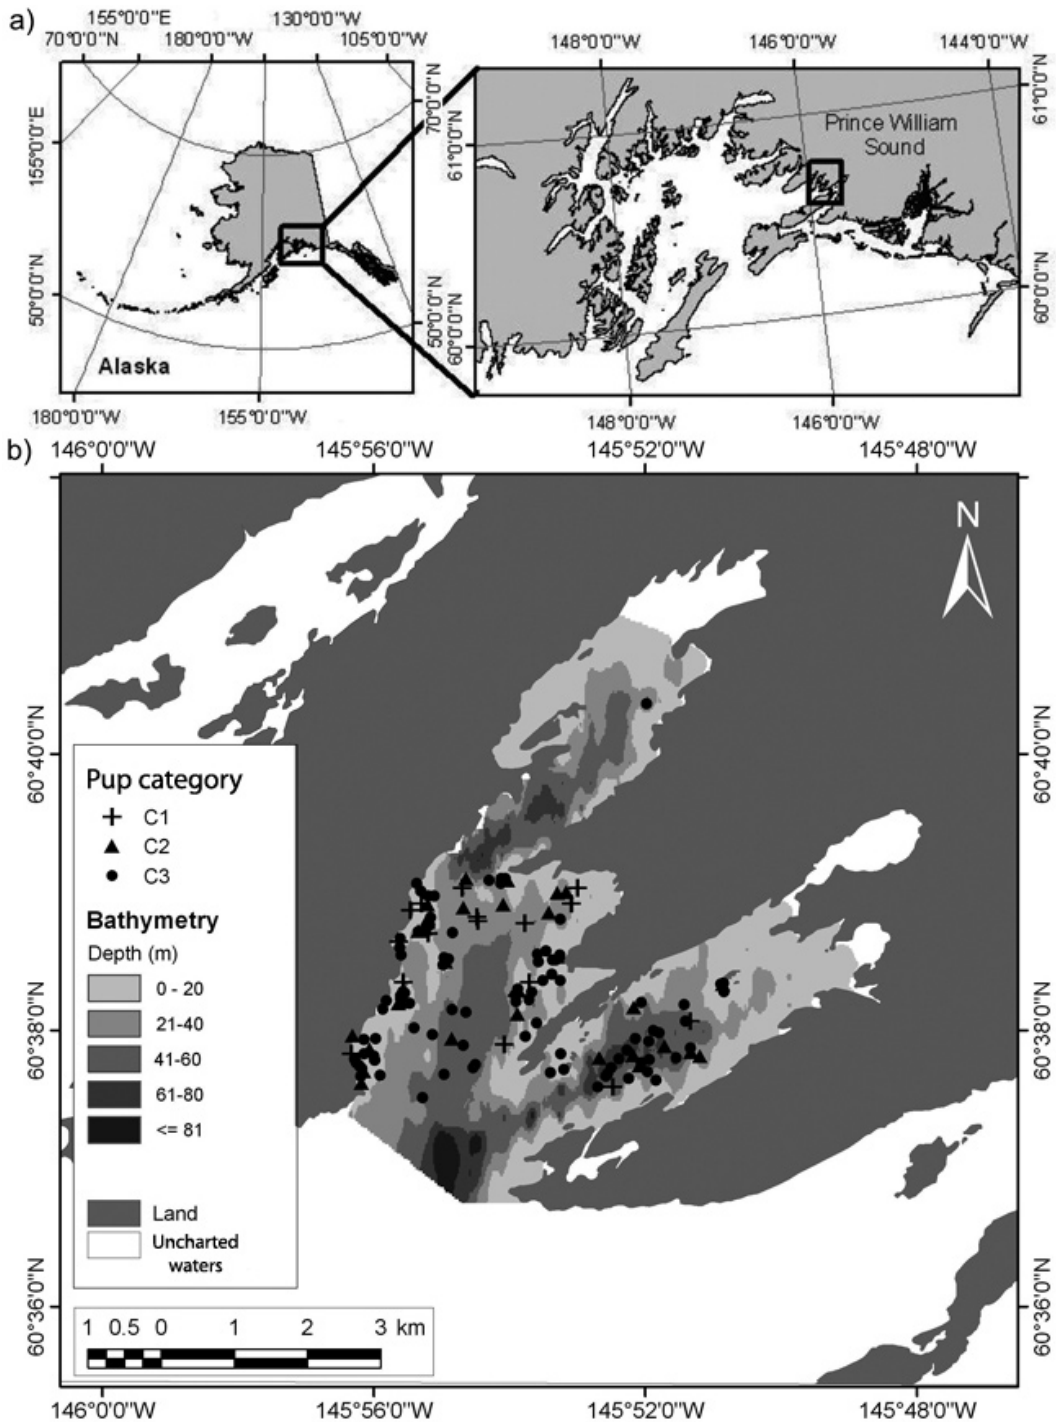 a)
155°0'0"E
130°0'0"W
70°0'0"N
180°0'0"W
105°0'0"W
155°0'0"E
50°0'0"N
70°0'0"N
50°0'0"N
Alaska
180°0'0"W
155°0'0"W
148°0'0"W
146°0'0"W
144°0'0"W
61°0'0"N
60°0'0"N
61°0'0"N
60°0'0"N
Prince William
Sound
148°0'0"W
146°0'0"W
b)
146°0'0"W
145°56'0"W
145°52'0"W
145°48'0"W
N
60°40'0"N
60°38'0"N
60°36'0"N
60°40'0"N
60°38'0"N
60°36'0"N
Pup category
C1
C2
C3
Bathymetry
Depth (m)
0 - 20
21-40
41-60
61-80
<= 81
Land
Uncharted
waters
1 0.5 0 1 2 3 km
146°0'0"W
145°56'0"W
145°52'0"W
145°48'0"W